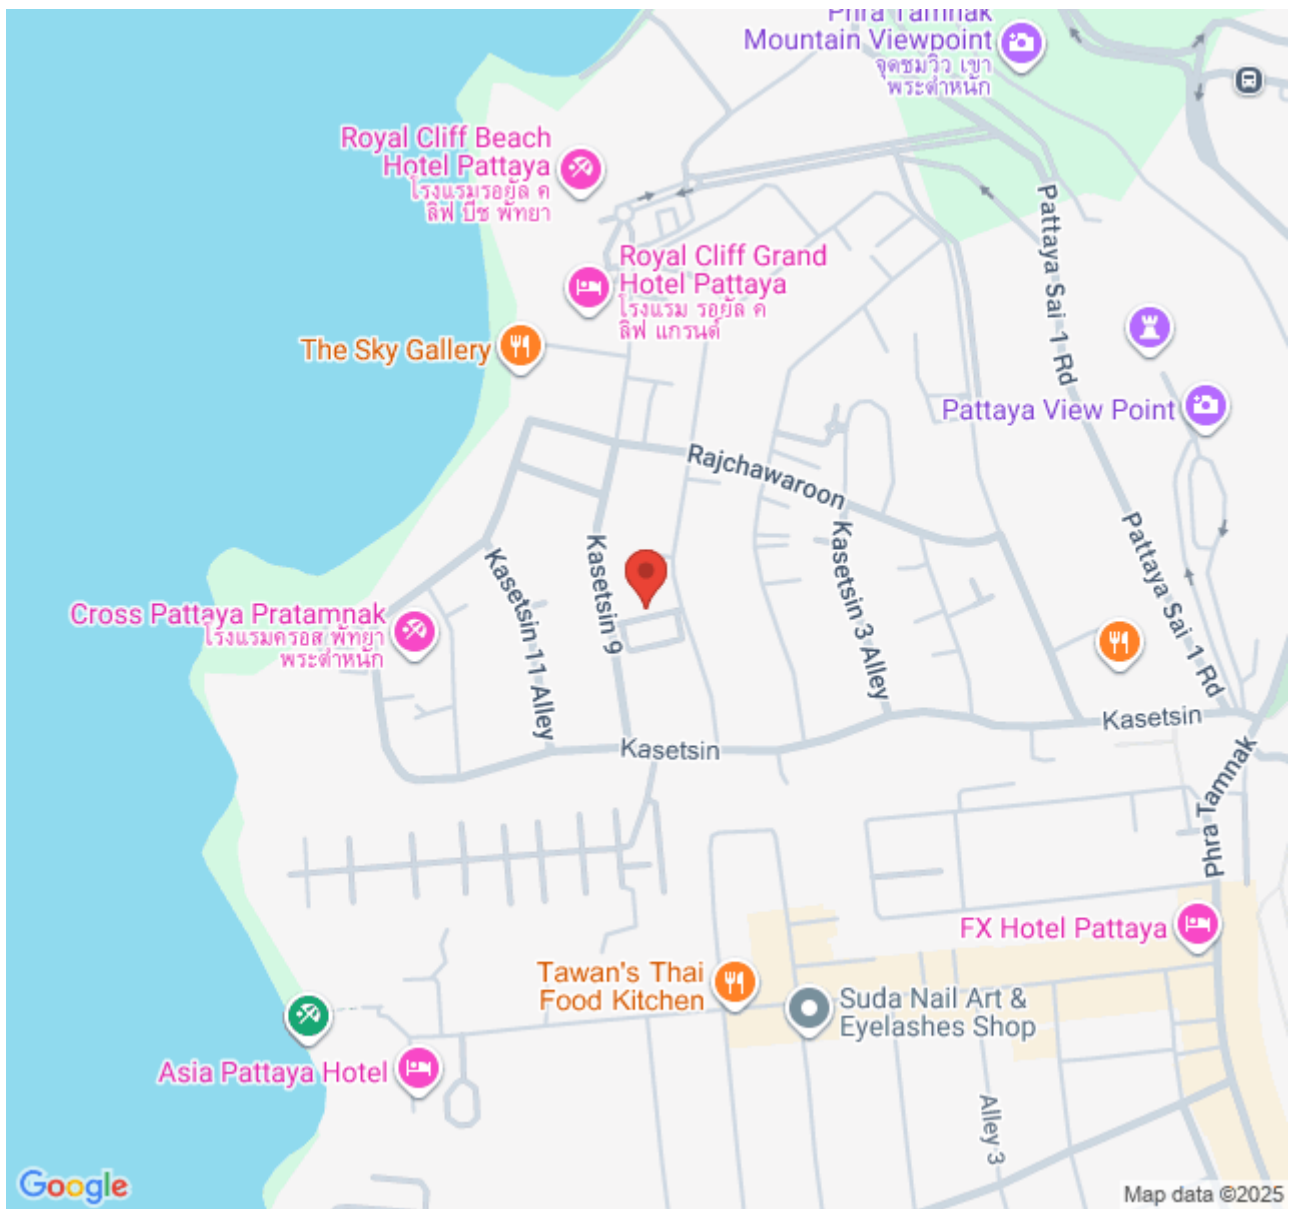 Phra Tamnak
Mountain Viewpoint
จุดชมวิว เขา
พระตำหนัก
Royal Cliff Beach
Hotel Pattaya
โรงแรมรอยัล ค
ลิฟ บีช พัทยา
Pattaya Sai 1 Rd
Royal Cliff Grand
Hotel Pattaya
โรงแรม รอยัล ค
ลิฟ แกรนด์
The Sky Gallery
Pattaya View Point
Rajchawaroon
Kasetsin 11 Alley
Kasetsin 9
Kasetsin 3 Alley
Pattaya Sai 1 Rd
Cross Pattaya Pratamnak
โรงแรมครอส พัทยา
พระตำหนัก
Kasetsin
Kasetsin
Phra Tamnak
FX Hotel Pattaya
Tawan's Thai
Food Kitchen
Suda Nail Art &
Eyelashes Shop
Asia Pattaya Hotel
Alley 3
Google
Map data ©2025